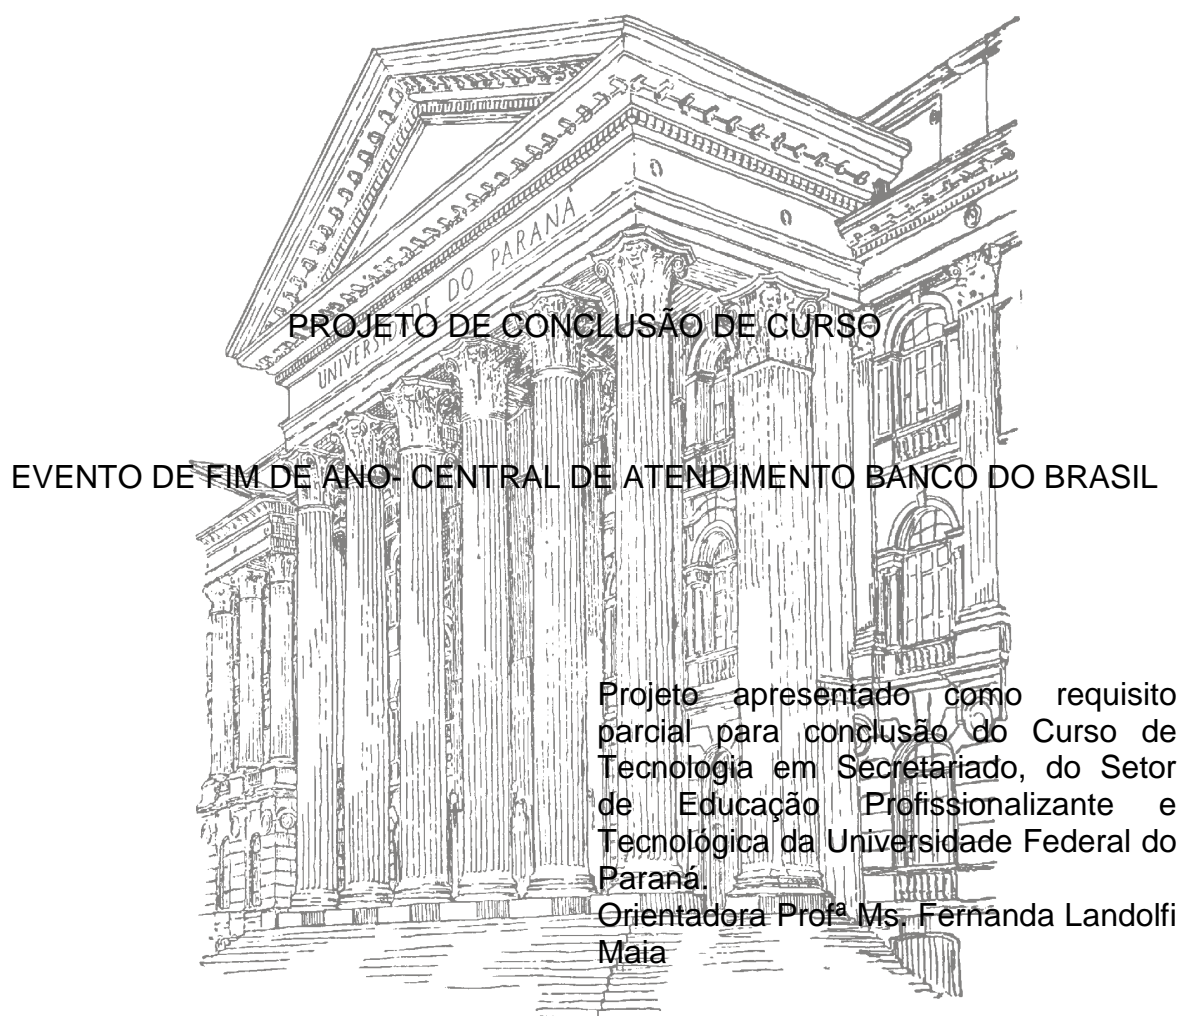 UNIVERSIDADE DO PARANÁ
PROJETO DE CONCLUSÃO DE CURSO
EVENTO DE FIM DE ANO- CENTRAL DE ATENDIMENTO BANCO DO BRASIL
Projeto apresentado como requisito
parcial para conclusão do Curso de
Tecnologia em Secretariado, do Setor
de Educação Profissionalizante e
Tecnológica da Universidade Federal do
Paraná.
Orientadora Profª Ms. Fernanda Landolfi
Maia